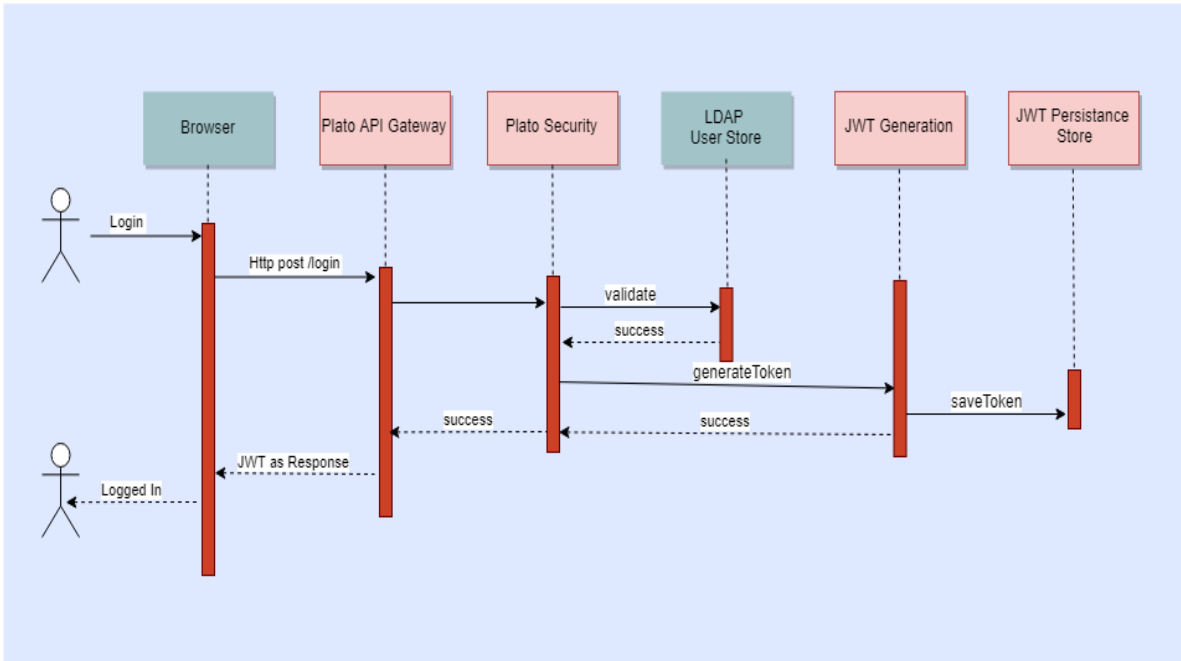 Browser
Plato API Gateway
Plato Security
LDAP
User Store
JWT Generation
JWT Persistance
Store
Login
Http post /login
validate
success
generateToken
saveToken
success
success
JWT as Response
Logged In